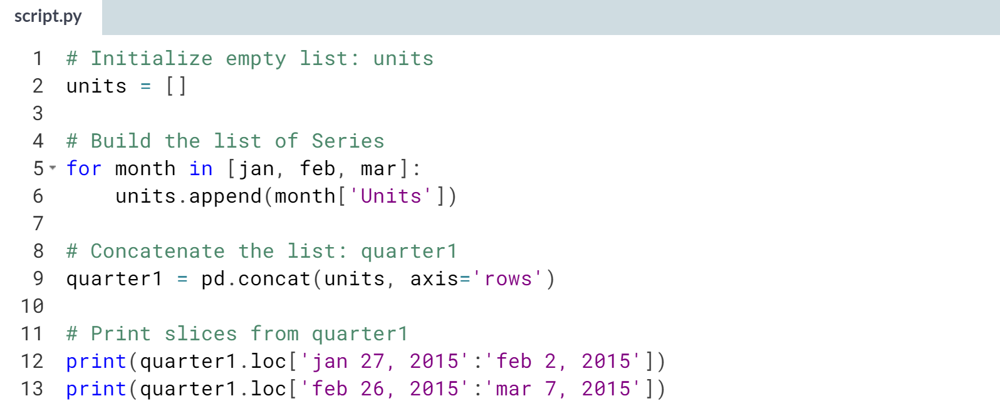 script.py
1 # Initialize empty list: units
2 units = []
3
4 # Build the list of Series
5 for month in [jan, feb, mar]:
6     units.append(month['Units'])
7
8 # Concatenate the list: quarter1
9 quarter1 = pd.concat(units, axis='rows')
10
11 # Print slices from quarter1
12 print(quarter1.loc['jan 27, 2015':'feb 2, 2015'])
13 print(quarter1.loc['feb 26, 2015':'mar 7, 2015'])